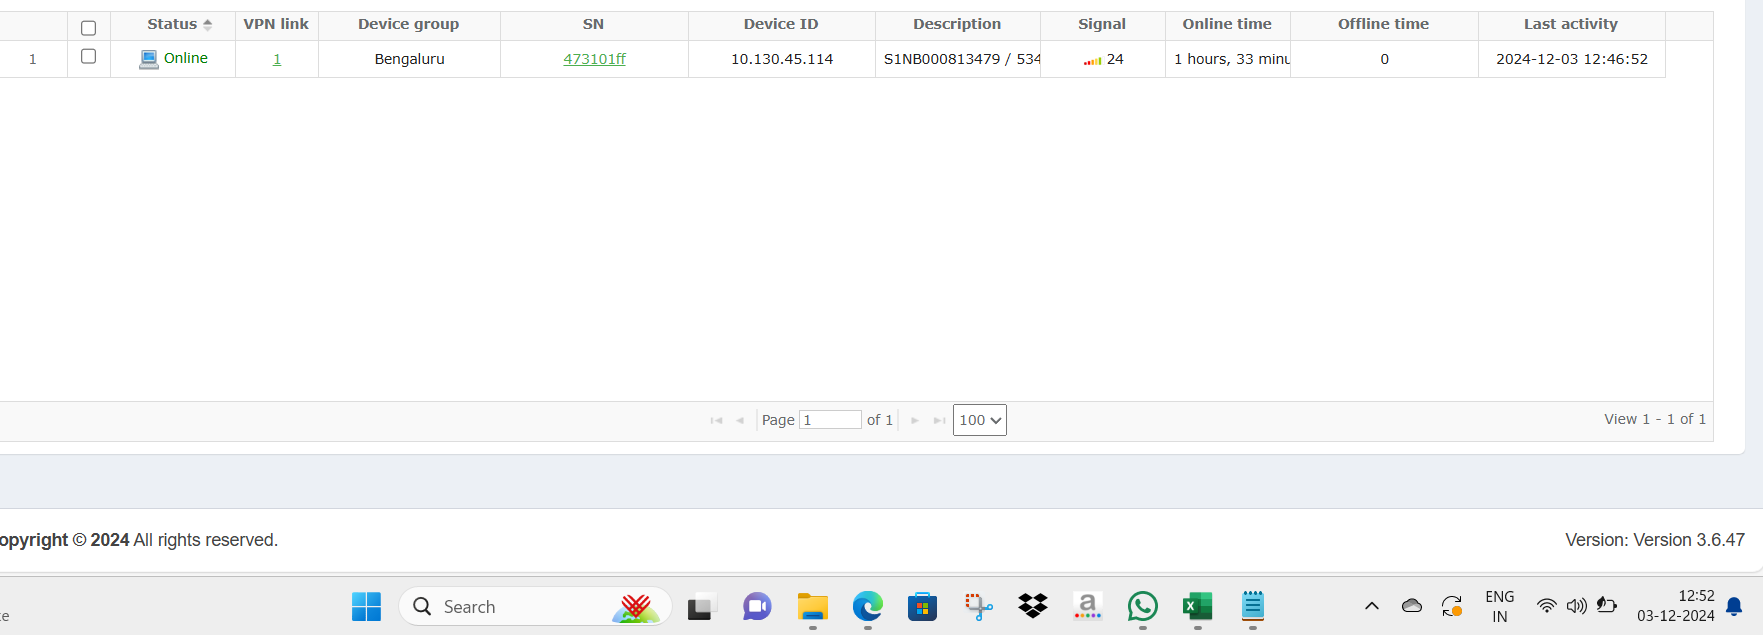 Status VPN link Device group SN Device ID Description Signal Online time Offline time Last activity
1 Online 1 Bengaluru 473101ff 10.130.45.114 S1NB000813479 / 534 24 1 hours, 33 minu 0 2024-12-03 12:46:52
Page 1 of 1 100 View 1 - 1 of 1
opyright © 2024 All rights reserved. Version: Version 3.6.47
Search a ENG 12:52
IN 03-12-2024